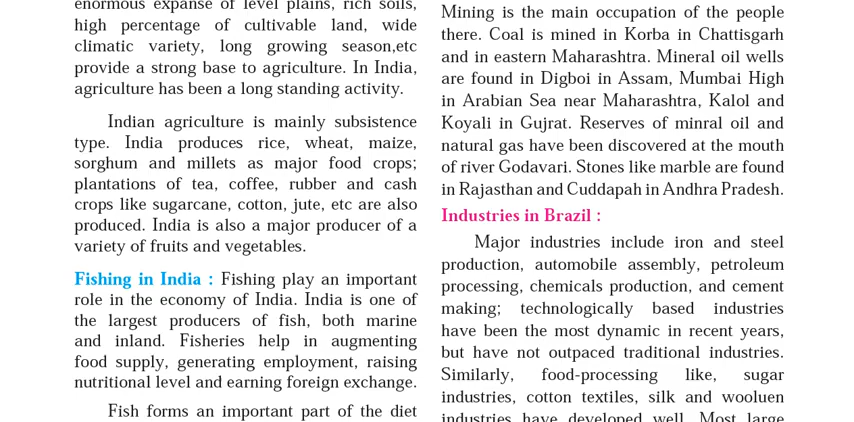 enormous expanse of level plains, rich soils,
high percentage of cultivable land, wide
climatic variety, long growing season,etc
provide a strong base to agriculture. In India,
agriculture has been a long standing activity.
Indian agriculture is mainly subsistence
type. India produces rice, wheat, maize,
sorghum and millets as major food crops;
plantations of tea, coffee, rubber and cash
crops like sugarcane, cotton, jute, etc are also
produced. India is also a major producer of a
variety of fruits and vegetables.
Fishing in India : Fishing play an important
role in the economy of India. India is one of
the largest producers of fish, both marine
and inland. Fisheries help in augmenting
food supply, generating employment, raising
nutritional level and earning foreign exchange.
Fish forms an important part of the diet
Mining is the main occupation of the people
there. Coal is mined in Korba in Chattisgarh
and in eastern Maharashtra. Mineral oil wells
are found in Digboi in Assam, Mumbai High
in Arabian Sea near Maharashtra, Kalol and
Koyali in Gujrat. Reserves of minral oil and
natural gas have been discovered at the mouth
of river Godavari. Stones like marble are found
in Rajasthan and Cuddapah in Andhra Pradesh.
Industries in Brazil :
Major industries include iron and steel
production, automobile assembly, petroleum
processing, chemicals production, and cement
making; technologically based industries
have been the most dynamic in recent years,
but have not outpaced traditional industries.
Similarly, food-processing like, sugar
industries, cotton textiles, silk and wooluen
industries have developed well. Most large